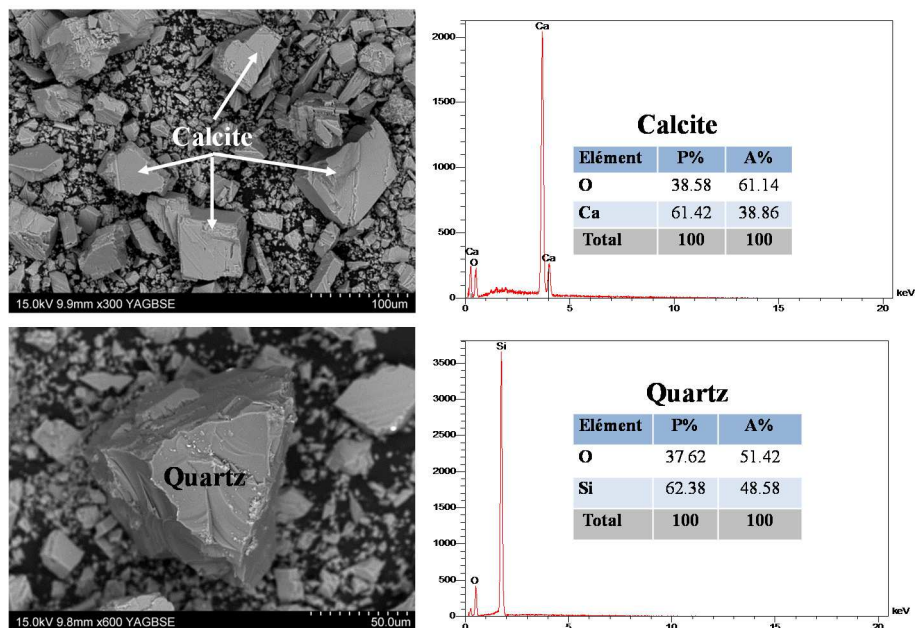 Calcite
15.0kV 9.9mm x300 YAGBSE 100um
2000
1500
1000
500
0
Ca
Ca
O
Ca
0 5 10 15 20
keV
Calcite
Elément P% A%
O 38.58 61.14
Ca 61.42 38.86
Total 100 100
Quartz
15.0kV 9.8mm x600 YAGBSE 50.0um
3500
3000
2500
2000
1500
1000
500
0
Si
O
0 5 10 15 20
keV
Quartz
Elément P% A%
O 37.62 51.42
Si 62.38 48.58
Total 100 100